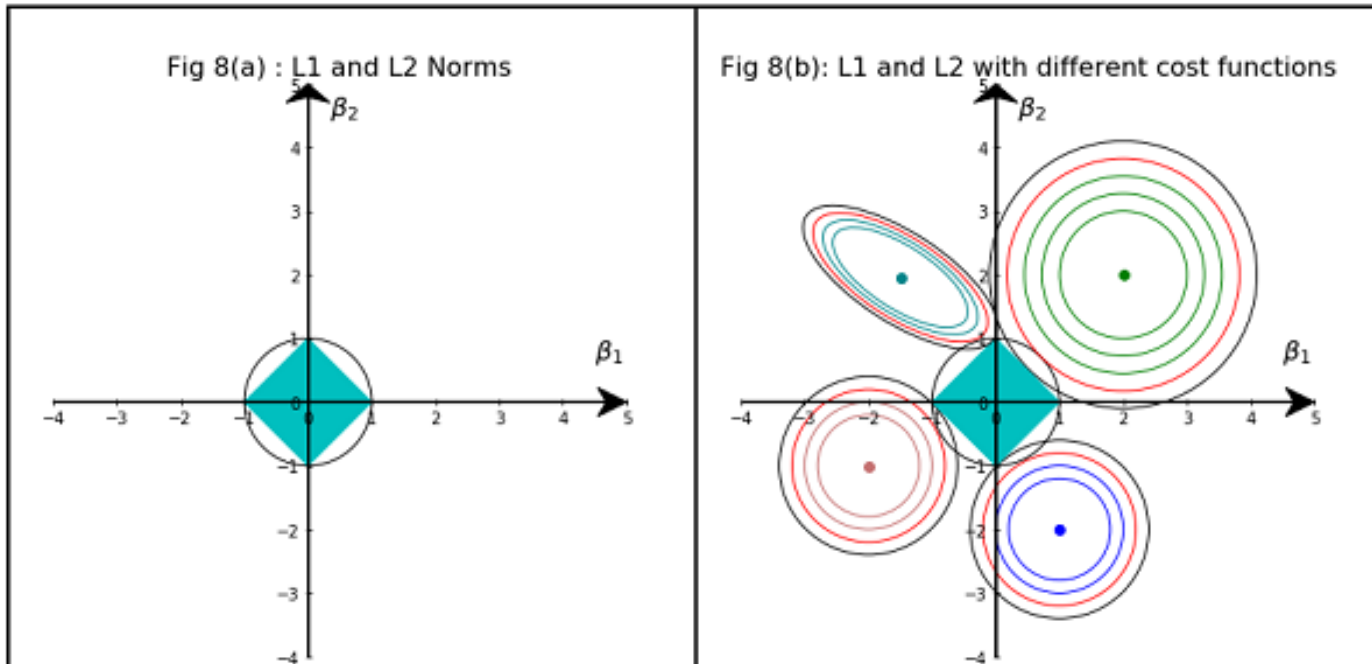 Fig 8(a) : L1 and L2 Norms
5
β₂
4
3
2
1
β₁
−4 −3 −2 −1 0 1 2 3 4 5
0
−1
−2
−3
−4
Fig 8(b): L1 and L2 with different cost functions
5
β₂
4
3
2
1
β₁
−4 −3 −2 −1 0 1 2 3 4 5
0
−1
−2
−3
−4